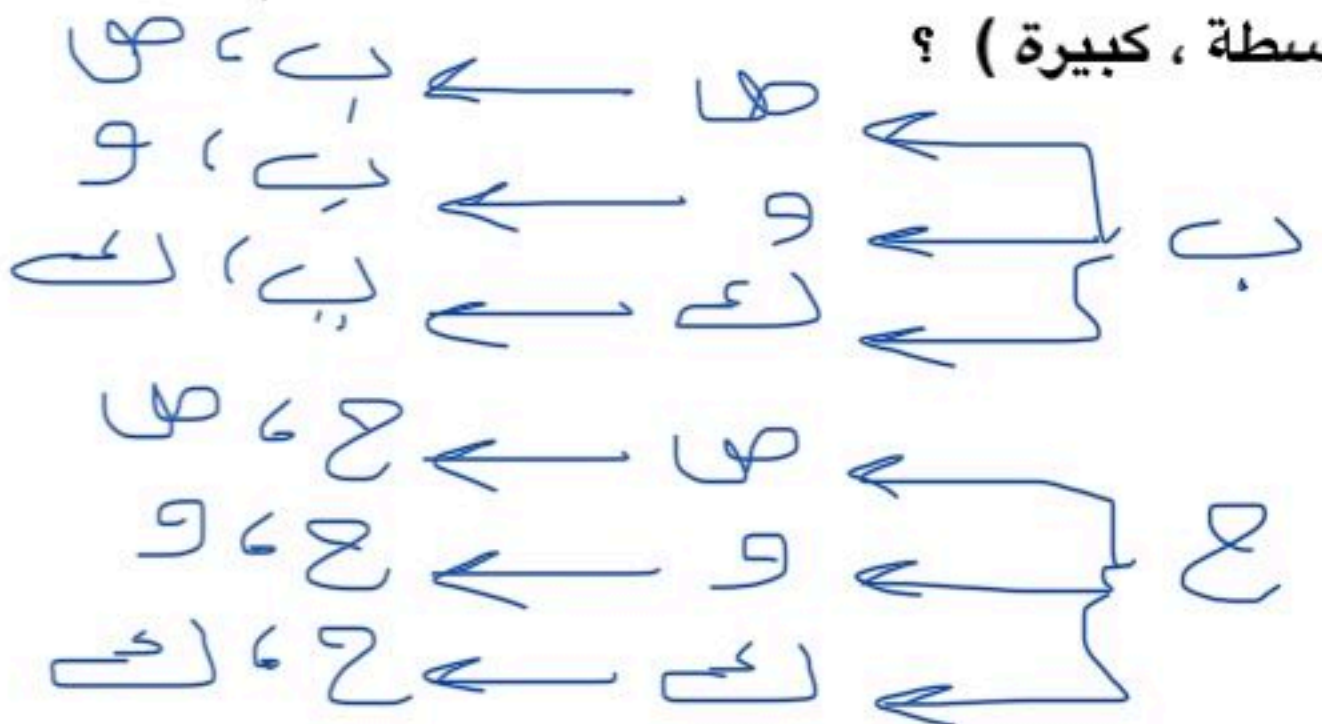 سطة ، كبيرة ) ؟
ب ص ب ، ص
و ب ، و
ك ب ، ك
ع ص ع ، ص
و ع ، و
ك ع ، ك